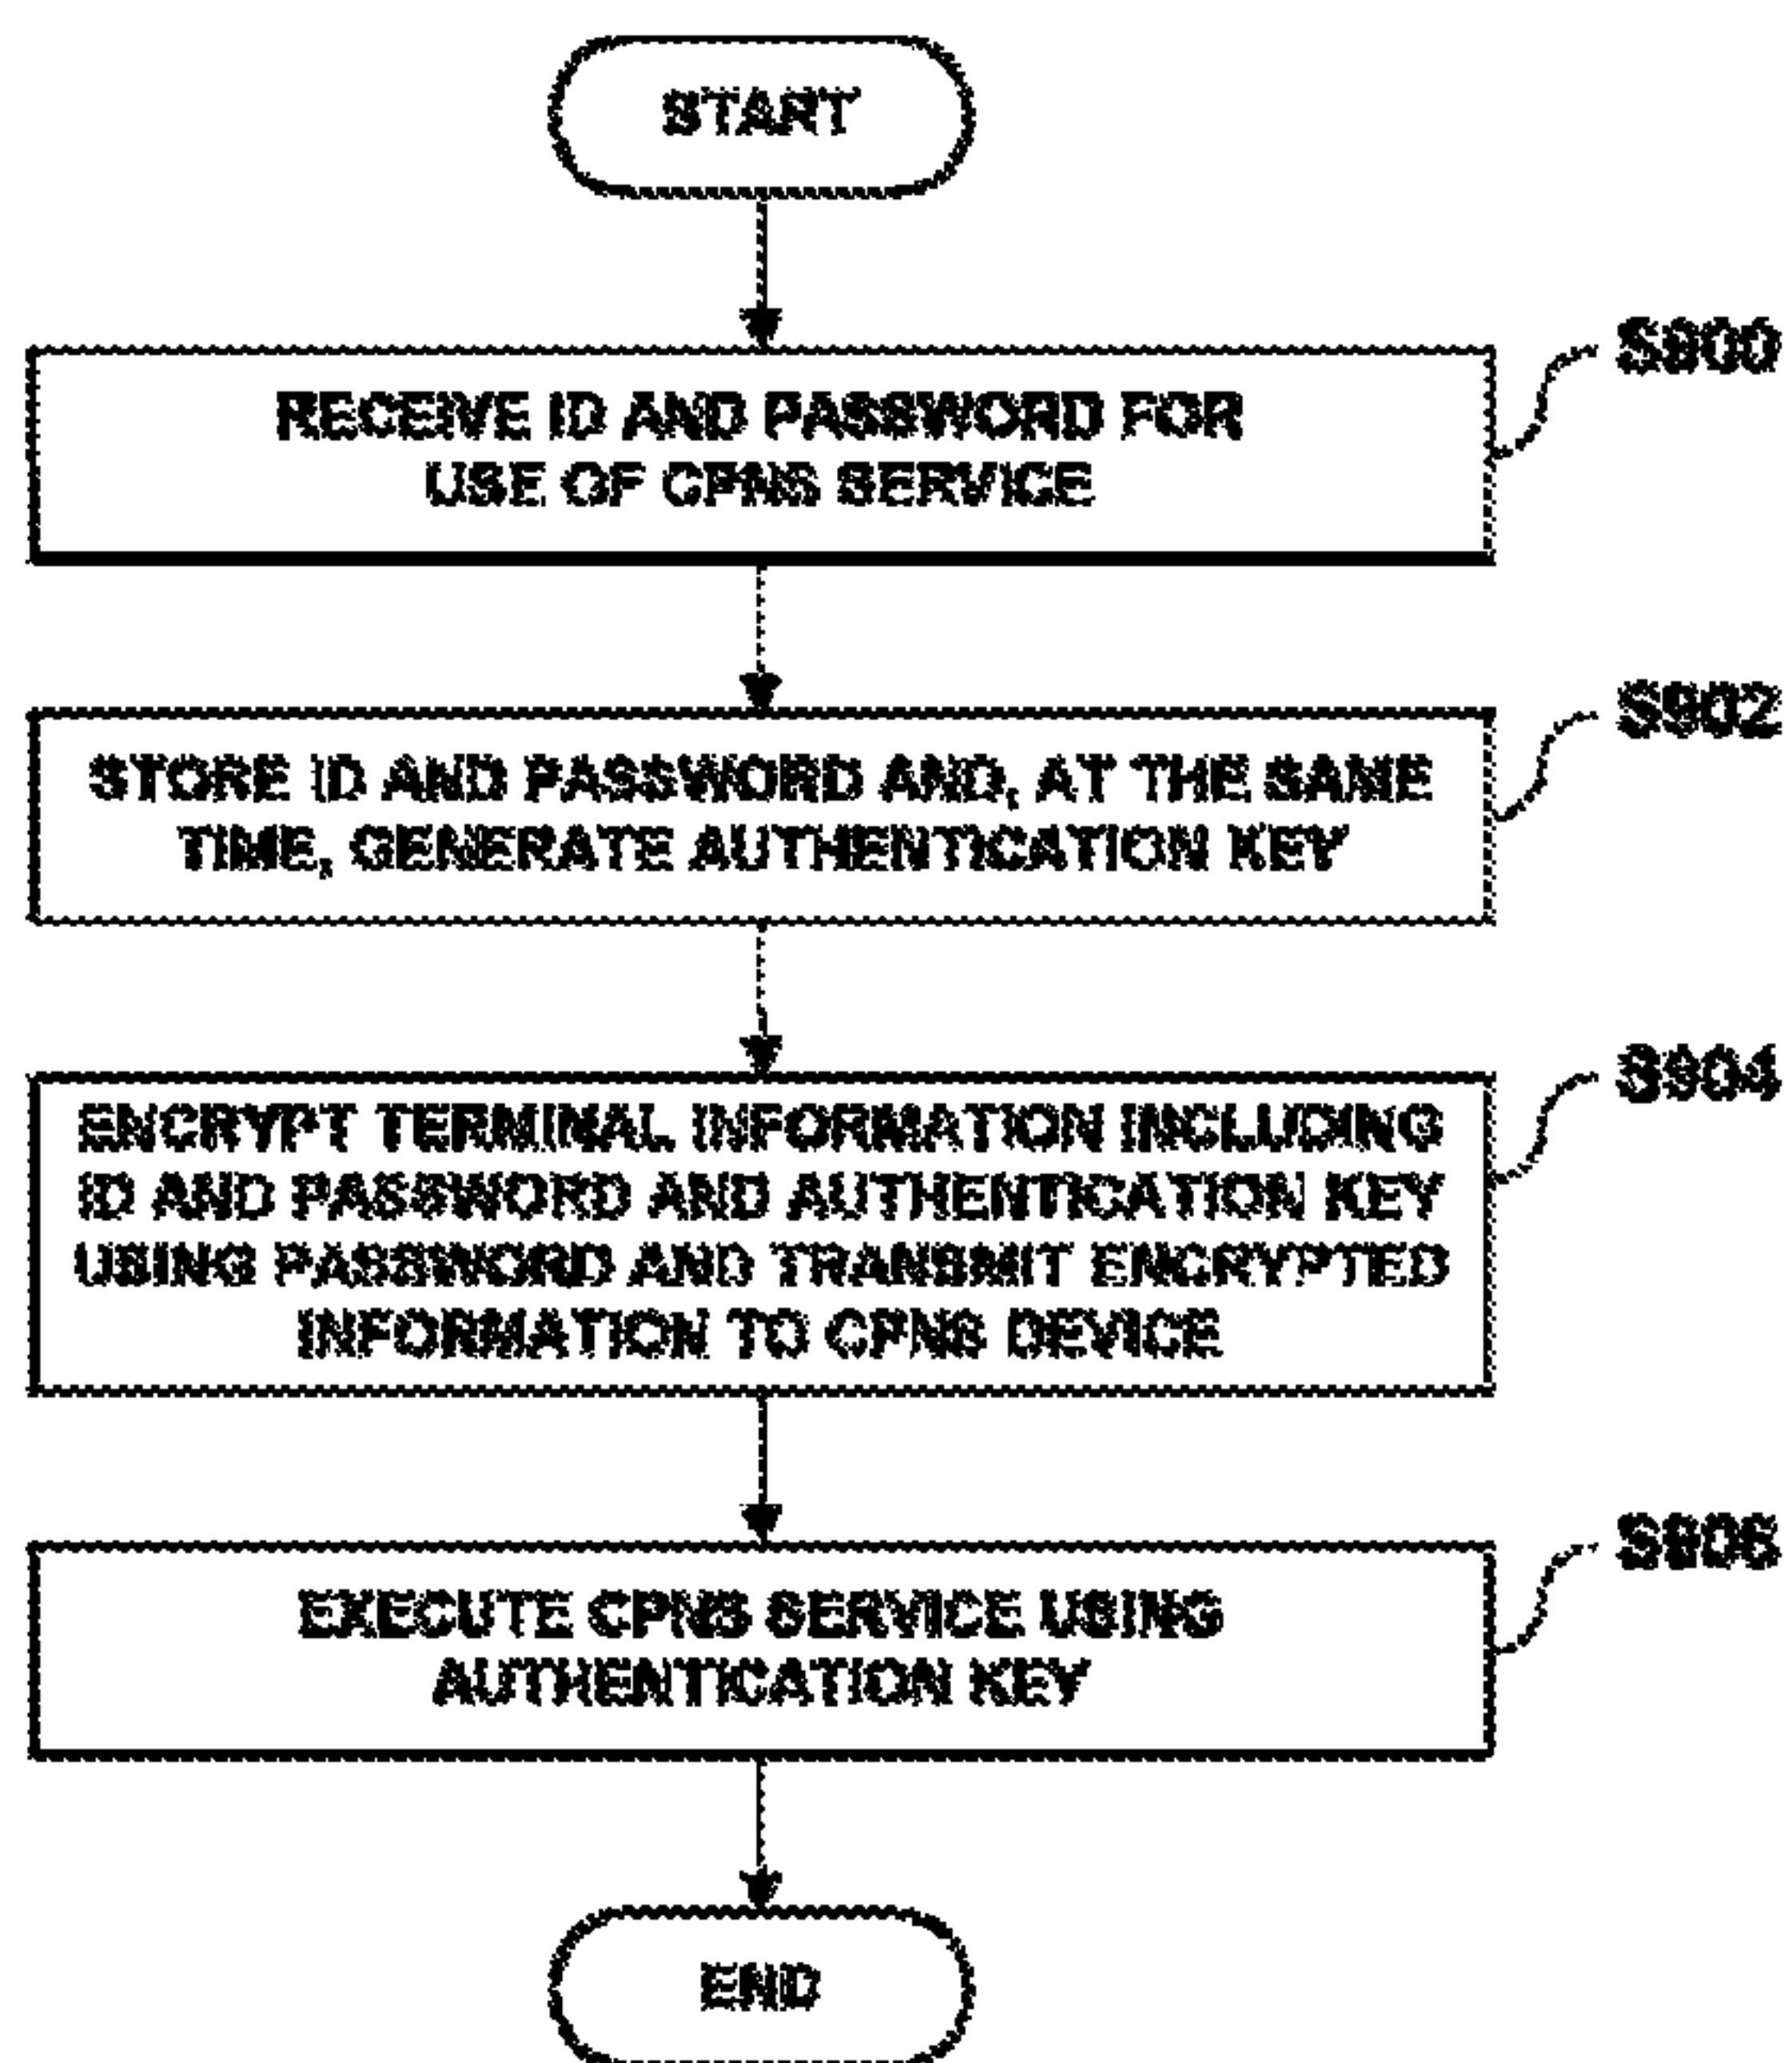 START
S900
RECEIVE ID AND PASSWORD FOR
USE OF CPNS SERVICE
S902
STORE ID AND PASSWORD AND, AT THE SAME
TIME, GENERATE AUTHENTICATION KEY
S904
ENCRYPT TERMINAL INFORMATION INCLUDING
ID AND PASSWORD AND AUTHENTICATION KEY
USING PASSWORD AND TRANSMIT ENCRYPTED
INFORMATION TO CPNS DEVICE
S906
EXECUTE CPNS SERVICE USING
AUTHENTICATION KEY
END